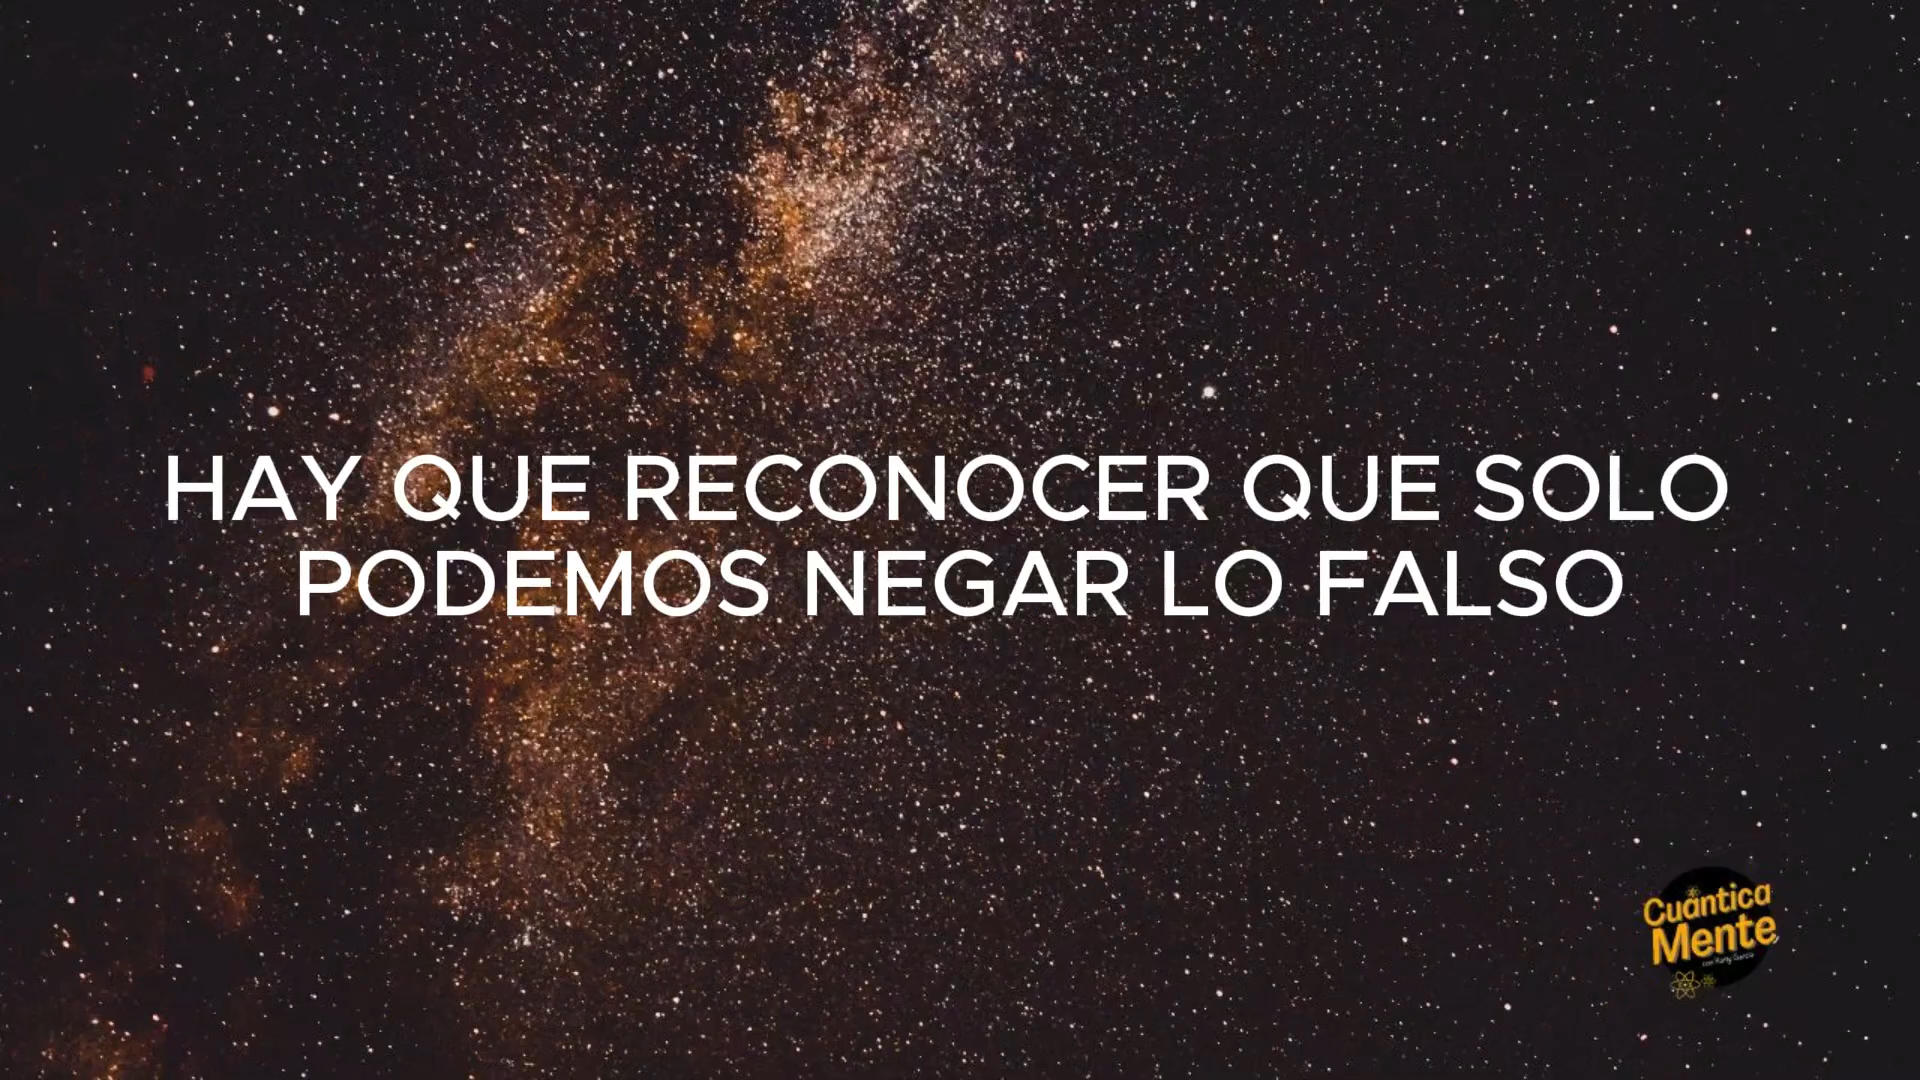 HAY QUE RECONOCER QUE SOLO
PODEMOS NEGAR LO FALSO
Cuántica
Mente